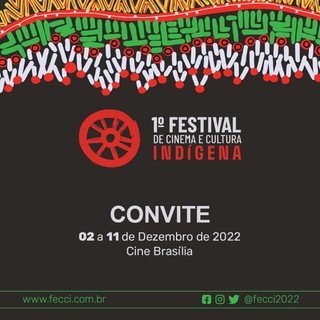 1º FESTIVAL
DE CINEMA E CULTURA
INDÍGENA
CONVITE
02 a 11 de Dezembro de 2022
Cine Brasília
www.fecci.com.br
@fecci2022